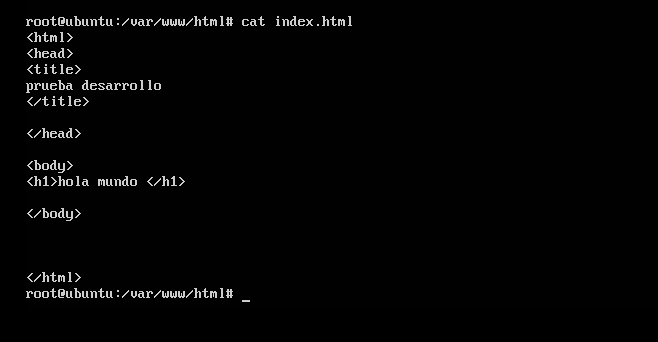 root@ubuntu:/var/www/html# cat index.html
<html>
<head>
<title>
prueba desarrollo
</title>
</head>
<body>
<h1>hola mundo </h1>
</body>
</html>
root@ubuntu:/var/www/html# _